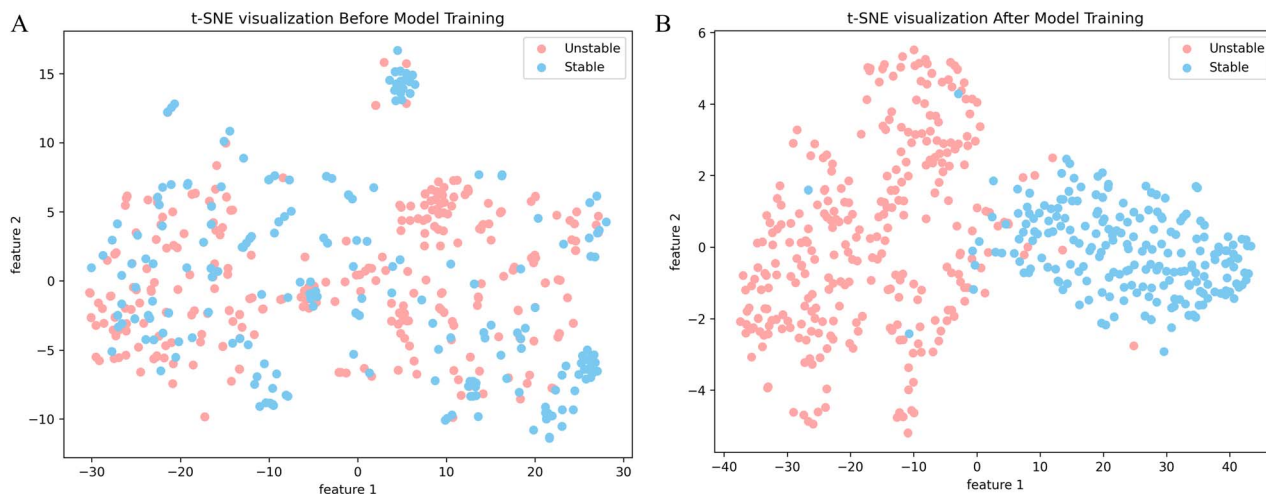 A
t-SNE visualization Before Model Training
Unstable
Stable
15
10
5
0
−5
−10
feature 2
−30
−20
−10
0
10
20
30
feature 1
B
t-SNE visualization After Model Training
Unstable
Stable
6
4
2
0
−2
−4
feature 2
−40
−30
−20
−10
0
10
20
30
40
feature 1